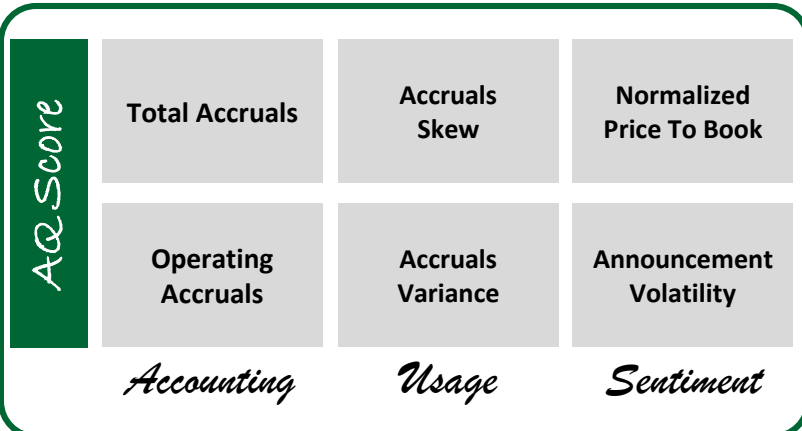 AQ Score
Total Accruals
Accruals
Skew
Normalized
Price To Book
Operating
Accruals
Accruals
Variance
Announcement
Volatility
Accounting
Usage
Sentiment